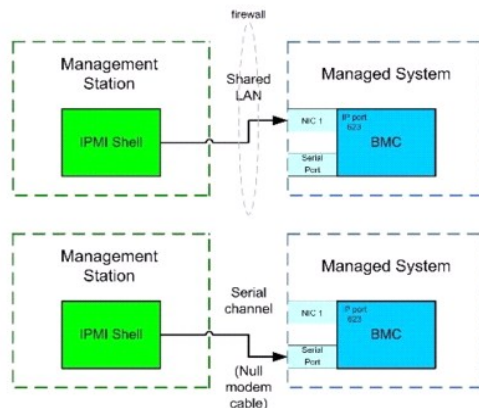 firewall
Management
Station
Shared
LAN
Managed System
IPMI Shell
NIC 1
IP port
623
BMC
Serial
Port
Management
Station
Managed System
Serial
channel
IPMI Shell
NIC 1
IP port
623
BMC
Serial
Port
(Null
modem
cable)